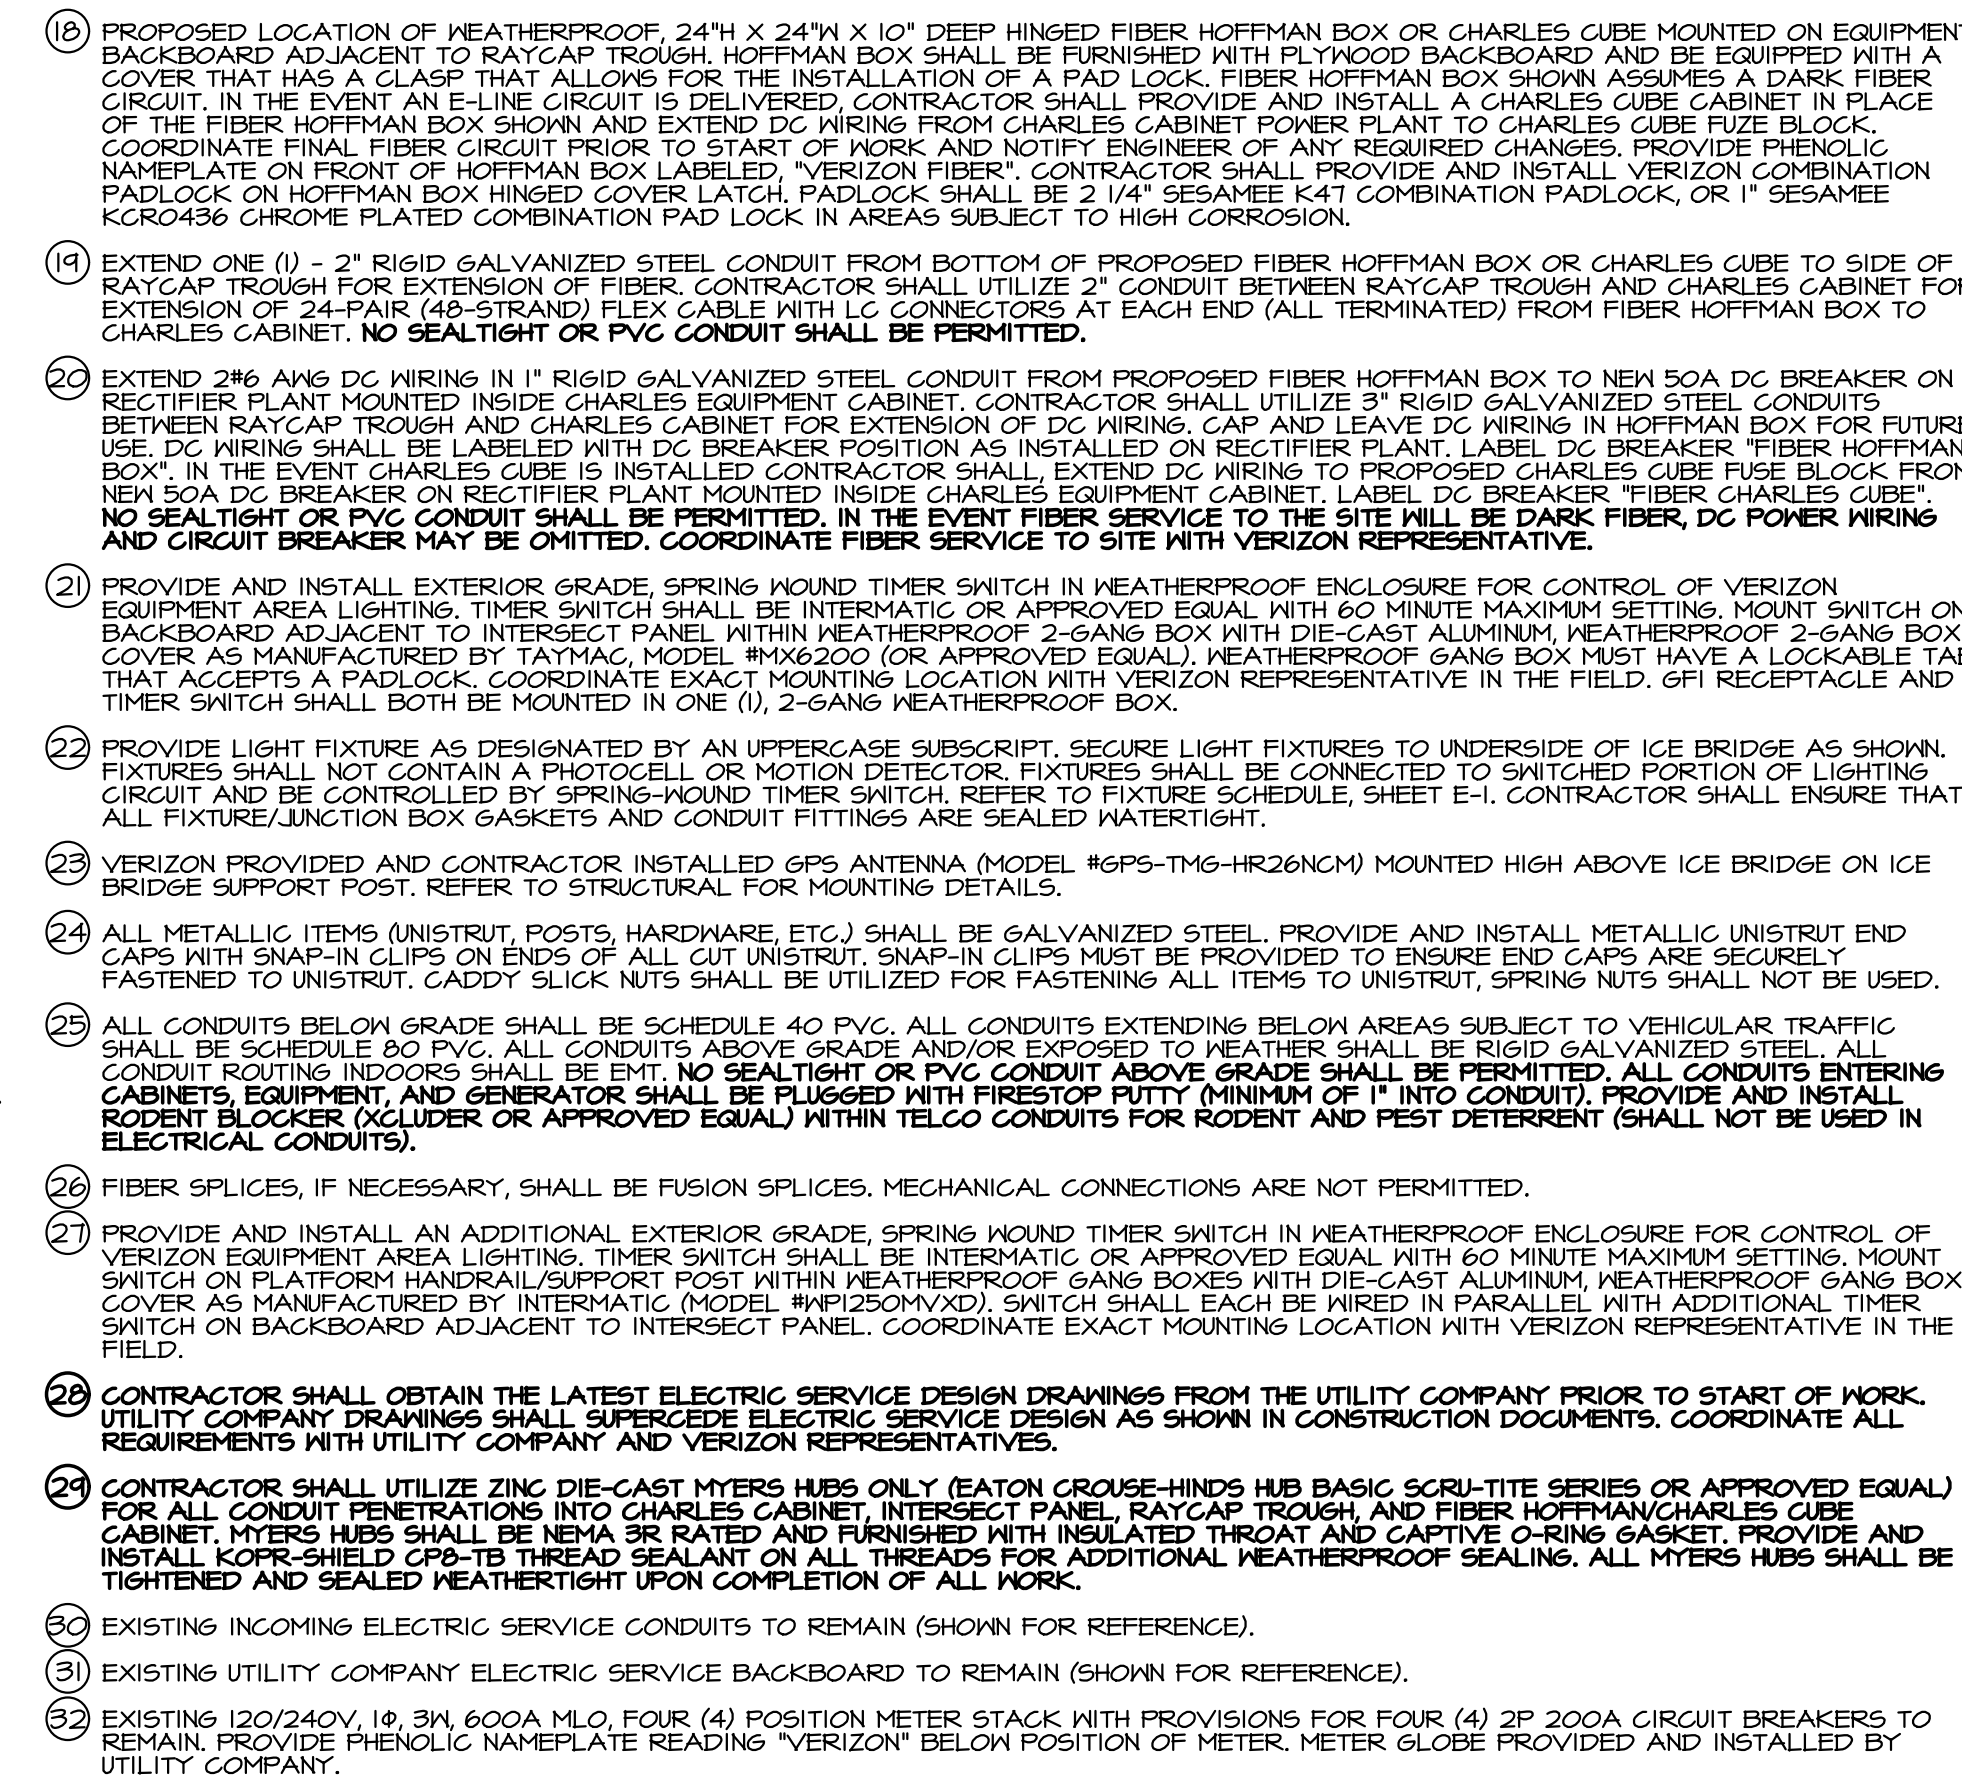 18 PROPOSED LOCATION OF WEATHERPROOF, 24"H X 24"W X 10" DEEP HINGED FIBER HOFFMAN BOX OR CHARLES CUBE MOUNTED ON EQUIPMENT
BACKBOARD ADJACENT TO RAYCAP TROUGH. HOFFMAN BOX SHALL BE FURNISHED WITH PLYWOOD BACKBOARD AND BE EQUIPPED WITH A
COVER THAT HAS A CLASP THAT ALLOWS FOR THE INSTALLATION OF A PAD LOCK. FIBER HOFFMAN BOX SHOWN ASSUMES A DARK FIBER
CIRCUIT. IN THE EVENT AN E-LINE CIRCUIT IS DELIVERED, CONTRACTOR SHALL PROVIDE AND INSTALL A CHARLES CUBE CABINET IN PLACE
OF THE FIBER HOFFMAN BOX SHOWN AND EXTEND DC WIRING FROM CHARLES CABINET POWER PLANT TO CHARLES CUBE FUZE BLOCK.
COORDINATE FINAL FIBER CIRCUIT PRIOR TO START OF WORK AND NOTIFY ENGINEER OF ANY REQUIRED CHANGES. PROVIDE PHENOLIC
NAMEPLATE ON FRONT OF HOFFMAN BOX LABELED, "VERIZON FIBER". CONTRACTOR SHALL PROVIDE AND INSTALL VERIZON COMBINATION
PADLOCK ON HOFFMAN BOX HINGED COVER LATCH. PADLOCK SHALL BE 2 1/4" SESAMEE K47 COMBINATION PADLOCK, OR 1" SESAMEE
KCR0436 CHROME PLATED COMBINATION PAD LOCK IN AREAS SUBJECT TO HIGH CORROSION.
19 EXTEND ONE (1) - 2" RIGID GALVANIZED STEEL CONDUIT FROM BOTTOM OF PROPOSED FIBER HOFFMAN BOX OR CHARLES CUBE TO SIDE OF
RAYCAP TROUGH FOR EXTENSION OF FIBER. CONTRACTOR SHALL UTILIZE 2" CONDUIT BETWEEN RAYCAP TROUGH AND CHARLES CABINET FOR
EXTENSION OF 24-PAIR (48-STRAND) FLEX CABLE WITH LC CONNECTORS AT EACH END (ALL TERMINATED) FROM FIBER HOFFMAN BOX TO
CHARLES CABINET. NO SEALTIGHT OR PVC CONDUIT SHALL BE PERMITTED.
20 EXTEND 2#6 AWG DC WIRING IN 1" RIGID GALVANIZED STEEL CONDUIT FROM PROPOSED FIBER HOFFMAN BOX TO NEW 50A DC BREAKER ON
RECTIFIER PLANT MOUNTED INSIDE CHARLES EQUIPMENT CABINET. CONTRACTOR SHALL UTILIZE 3" RIGID GALVANIZED STEEL CONDUITS
BETWEEN RAYCAP TROUGH AND CHARLES CABINET FOR EXTENSION OF DC WIRING. CAP AND LEAVE DC WIRING IN HOFFMAN BOX FOR FUTURE
USE. DC WIRING SHALL BE LABELED WITH DC BREAKER POSITION AS INSTALLED ON RECTIFIER PLANT. LABEL DC BREAKER "FIBER HOFFMAN
BOX". IN THE EVENT CHARLES CUBE IS INSTALLED CONTRACTOR SHALL, EXTEND DC WIRING TO PROPOSED CHARLES CUBE FUSE BLOCK FROM
NEW 50A DC BREAKER ON RECTIFIER PLANT MOUNTED INSIDE CHARLES EQUIPMENT CABINET. LABEL DC BREAKER "FIBER CHARLES CUBE".
NO SEALTIGHT OR PVC CONDUIT SHALL BE PERMITTED. IN THE EVENT FIBER SERVICE TO THE SITE WILL BE DARK FIBER, DC POWER WIRING
AND CIRCUIT BREAKER MAY BE OMITTED. COORDINATE FIBER SERVICE TO SITE WITH VERIZON REPRESENTATIVE.
21 PROVIDE AND INSTALL EXTERIOR GRADE, SPRING WOUND TIMER SWITCH IN WEATHERPROOF ENCLOSURE FOR CONTROL OF VERIZON
EQUIPMENT AREA LIGHTING. TIMER SWITCH SHALL BE INTERMATIC OR APPROVED EQUAL WITH 60 MINUTE MAXIMUM SETTING. MOUNT SWITCH ON
BACKBOARD ADJACENT TO INTERSECT PANEL WITHIN WEATHERPROOF 2-GANG BOX WITH DIE-CAST ALUMINUM, WEATHERPROOF 2-GANG BOX
COVER AS MANUFACTURED BY TAYMAC, MODEL #MX6200 (OR APPROVED EQUAL). WEATHERPROOF GANG BOX MUST HAVE A LOCKABLE TAB
THAT ACCEPTS A PADLOCK. COORDINATE EXACT MOUNTING LOCATION WITH VERIZON REPRESENTATIVE IN THE FIELD. GFI RECEPTACLE AND
TIMER SWITCH SHALL BOTH BE MOUNTED IN ONE (1), 2-GANG WEATHERPROOF BOX.
22 PROVIDE LIGHT FIXTURE AS DESIGNATED BY AN UPPERCASE SUBSCRIPT. SECURE LIGHT FIXTURES TO UNDERSIDE OF ICE BRIDGE AS SHOWN.
FIXTURES SHALL NOT CONTAIN A PHOTOCELL OR MOTION DETECTOR. FIXTURES SHALL BE CONNECTED TO SWITCHED PORTION OF LIGHTING
CIRCUIT AND BE CONTROLLED BY SPRING-WOUND TIMER SWITCH. REFER TO FIXTURE SCHEDULE, SHEET E-1. CONTRACTOR SHALL ENSURE THAT
ALL FIXTURE/JUNCTION BOX GASKETS AND CONDUIT FITTINGS ARE SEALED WATERTIGHT.
23 VERIZON PROVIDED AND CONTRACTOR INSTALLED GPS ANTENNA (MODEL #GPS-TMG-HR26NCM) MOUNTED HIGH ABOVE ICE BRIDGE ON ICE
BRIDGE SUPPORT POST. REFER TO STRUCTURAL FOR MOUNTING DETAILS.
24 ALL METALLIC ITEMS (UNISTRUT, POSTS, HARDWARE, ETC.) SHALL BE GALVANIZED STEEL. PROVIDE AND INSTALL METALLIC UNISTRUT END
CAPS WITH SNAP-IN CLIPS ON ENDS OF ALL CUT UNISTRUT. SNAP-IN CLIPS MUST BE PROVIDED TO ENSURE END CAPS ARE SECURELY
FASTENED TO UNISTRUT. CADDY SLICK NUTS SHALL BE UTILIZED FOR FASTENING ALL ITEMS TO UNISTRUT, SPRING NUTS SHALL NOT BE USED.
25 ALL CONDUITS BELOW GRADE SHALL BE SCHEDULE 40 PVC. ALL CONDUITS EXTENDING BELOW AREAS SUBJECT TO VEHICULAR TRAFFIC
SHALL BE SCHEDULE 80 PVC. ALL CONDUITS ABOVE GRADE AND/OR EXPOSED TO WEATHER SHALL BE RIGID GALVANIZED STEEL. ALL
CONDUIT ROUTING INDOORS SHALL BE EMT. NO SEALTIGHT OR PVC CONDUIT ABOVE GRADE SHALL BE PERMITTED. ALL CONDUITS ENTERING
CABINETS, EQUIPMENT, AND GENERATOR SHALL BE PLUGGED WITH FIRESTOP PUTTY (MINIMUM OF 1" INTO CONDUIT). PROVIDE AND INSTALL
RODENT BLOCKER (XCLUDER OR APPROVED EQUAL) WITHIN TELCO CONDUITS FOR RODENT AND PEST DETERRENT (SHALL NOT BE USED IN
ELECTRICAL CONDUITS).
26 FIBER SPLICES, IF NECESSARY, SHALL BE FUSION SPLICES. MECHANICAL CONNECTIONS ARE NOT PERMITTED.
27 PROVIDE AND INSTALL AN ADDITIONAL EXTERIOR GRADE, SPRING WOUND TIMER SWITCH IN WEATHERPROOF ENCLOSURE FOR CONTROL OF
VERIZON EQUIPMENT AREA LIGHTING. TIMER SWITCH SHALL BE INTERMATIC OR APPROVED EQUAL WITH 60 MINUTE MAXIMUM SETTING. MOUNT
SWITCH ON PLATFORM HANDRAIL/SUPPORT POST WITHIN WEATHERPROOF GANG BOXES WITH DIE-CAST ALUMINUM, WEATHERPROOF GANG BOX
COVER AS MANUFACTURED BY INTERMATIC (MODEL #WP1250MVXD). SWITCH SHALL EACH BE WIRED IN PARALLEL WITH ADDITIONAL TIMER
SWITCH ON BACKBOARD ADJACENT TO INTERSECT PANEL. COORDINATE EXACT MOUNTING LOCATION WITH VERIZON REPRESENTATIVE IN THE
FIELD.
28 CONTRACTOR SHALL OBTAIN THE LATEST ELECTRIC SERVICE DESIGN DRAWINGS FROM THE UTILITY COMPANY PRIOR TO START OF WORK.
UTILITY COMPANY DRAWINGS SHALL SUPERCEDE ELECTRIC SERVICE DESIGN AS SHOWN IN CONSTRUCTION DOCUMENTS. COORDINATE ALL
REQUIREMENTS WITH UTILITY COMPANY AND VERIZON REPRESENTATIVES.
29 CONTRACTOR SHALL UTILIZE ZINC DIE-CAST MYERS HUBS ONLY (EATON CROUSE-HINDS HUB BASIC SCRU-TITE SERIES OR APPROVED EQUAL)
FOR ALL CONDUIT PENETRATIONS INTO CHARLES CABINET, INTERSECT PANEL, RAYCAP TROUGH, AND FIBER HOFFMAN/CHARLES CUBE
CABINET. MYERS HUBS SHALL BE NEMA 3R RATED AND FURNISHED WITH INSULATED THROAT AND CAPTIVE O-RING GASKET. PROVIDE AND
INSTALL KOPR-SHIELD CP8-TB THREAD SEALANT ON ALL THREADS FOR ADDITIONAL WEATHERPROOF SEALING. ALL MYERS HUBS SHALL BE
TIGHTENED AND SEALED WEATHERTIGHT UPON COMPLETION OF ALL WORK.
30 EXISTING INCOMING ELECTRIC SERVICE CONDUITS TO REMAIN (SHOWN FOR REFERENCE).
31 EXISTING UTILITY COMPANY ELECTRIC SERVICE BACKBOARD TO REMAIN (SHOWN FOR REFERENCE).
32 EXISTING 120/240V, 1Φ, 3W, 600A MLO, FOUR (4) POSITION METER STACK WITH PROVISIONS FOR FOUR (4) 2P 200A CIRCUIT BREAKERS TO
REMAIN. PROVIDE PHENOLIC NAMEPLATE READING "VERIZON" BELOW POSITION OF METER. METER GLOBE PROVIDED AND INSTALLED BY
UTILITY COMPANY.